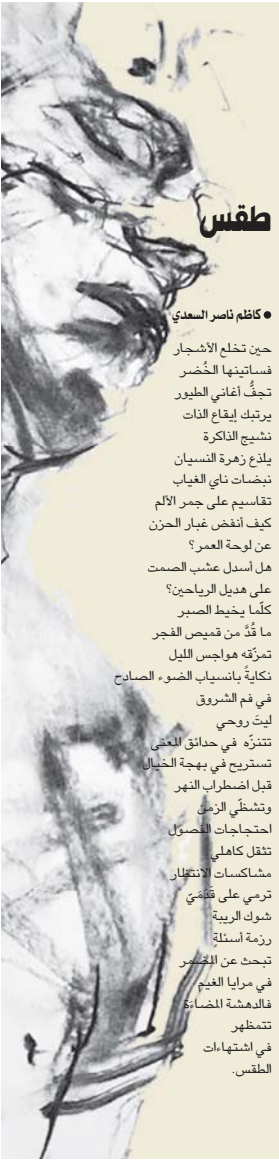 طقس
● كاظم ناصر السعدي
حين تخلع الأشجار
فساتينها الخُضر
تجفُّ أغاني الطيور
يرتبك إيقاع الذات
نشيج الذاكرة
يلذع زهرة النسيان
نبضات ناي الغياب
تقاسيم على جمر الألم
كيف أنفض غبار الحزن
عن لوحة العمر؟
هل أسدل عشب الصمت
على هديل الرياحين؟
كلّما يخيط الصبر
ما قُدَّ من قميص الفجر
تمزّقه هواجس الليل
نكايةً بانسياب الضوء الصادح
في فم الشروق
ليتَ روحي
تتنزّه في حدائق المعنى
تستريح في بهجة الخيال
قبل اضطراب النهر
وتشظّي الزمن
احتجاجات الفصول
تثقل كاهلي
مشاكسات الانتظار
ترمي على قَدَمَيّ
شوك الريبة
رزمة أسئلةٍ
تبحث عن المضمر
في مرايا الغيم
فالدهشة المضاءة
تتمظهر
في اشتهاءات
الطقس.